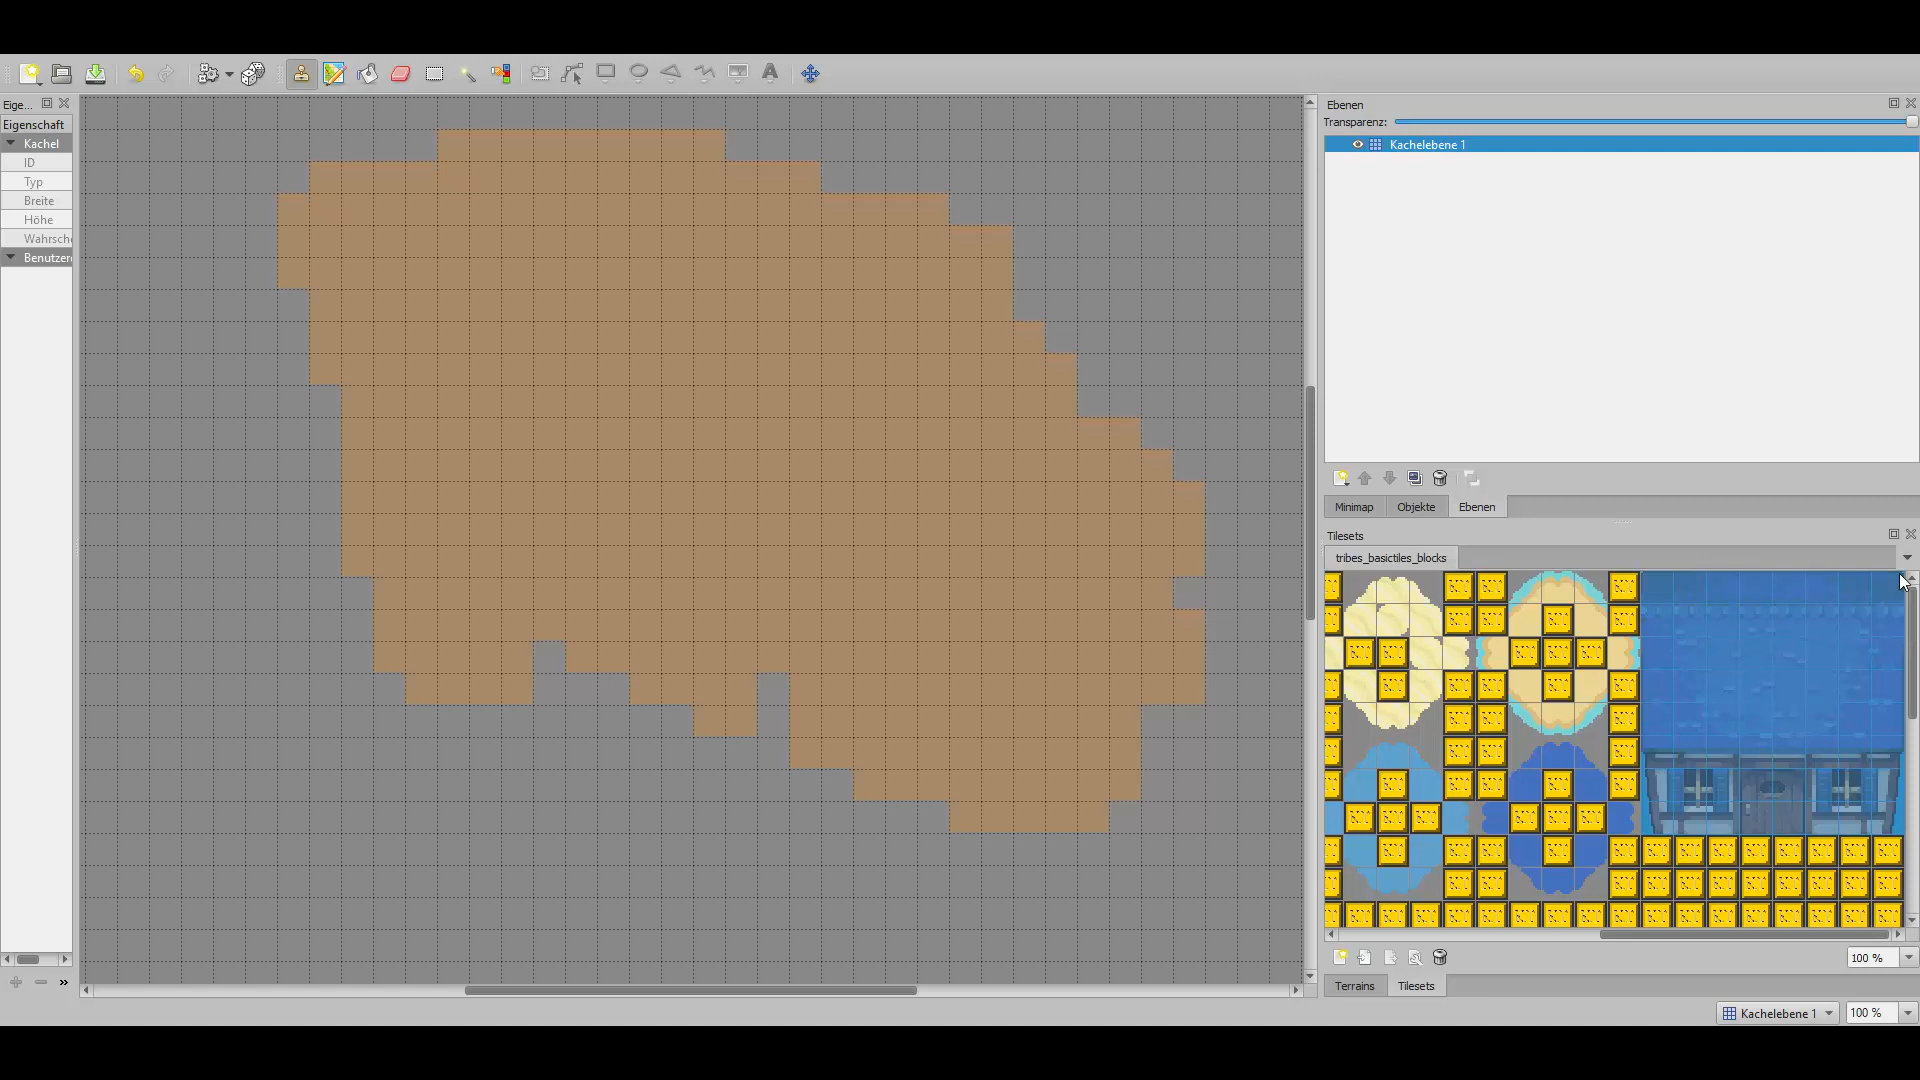 Eige...
Eigenschaft
Kachel
ID
Typ
Breite
Höhe
Wahrsche
Benutzer
Ebenen
Transparenz:
Kachelebene 1
Minimap
Objekte
Ebenen
Tilesets
tribes_basictiles_blocks
100 %
Terrains
Tilesets
Kachelebene 1
100 %